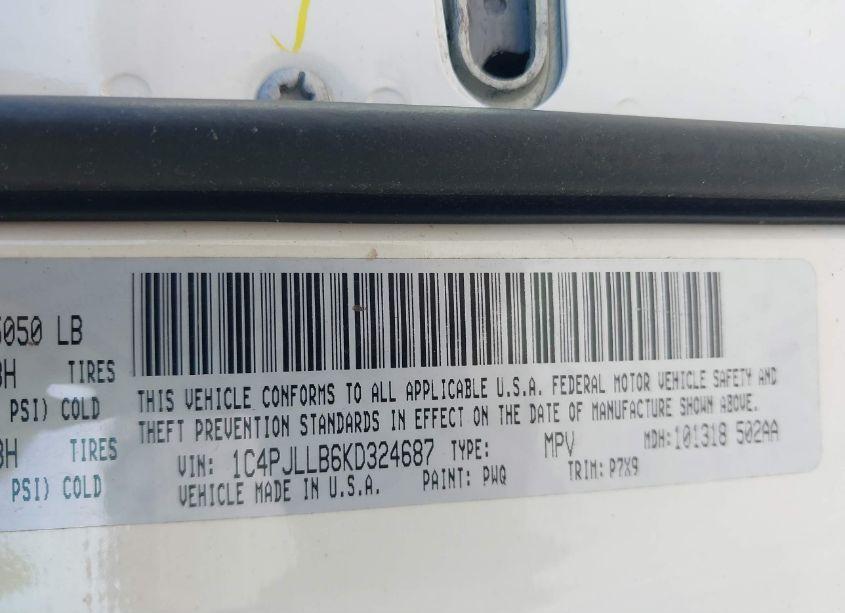 5050 LB
BH TIRES
PSI) COLD
BH TIRES
PSI) COLD
THIS VEHICLE CONFORMS TO ALL APPLICABLE U.S.A. FEDERAL MOTOR VEHICLE SAFETY AND
THEFT PREVENTION STANDARDS IN EFFECT ON THE DATE OF MANUFACTURE SHOWN ABOVE.
VIN: 1C4PJLLB6KD324687 TYPE: MPV MDH:101318 502AA
VEHICLE MADE IN U.S.A. PAINT: PWQ TRIM: P7X9